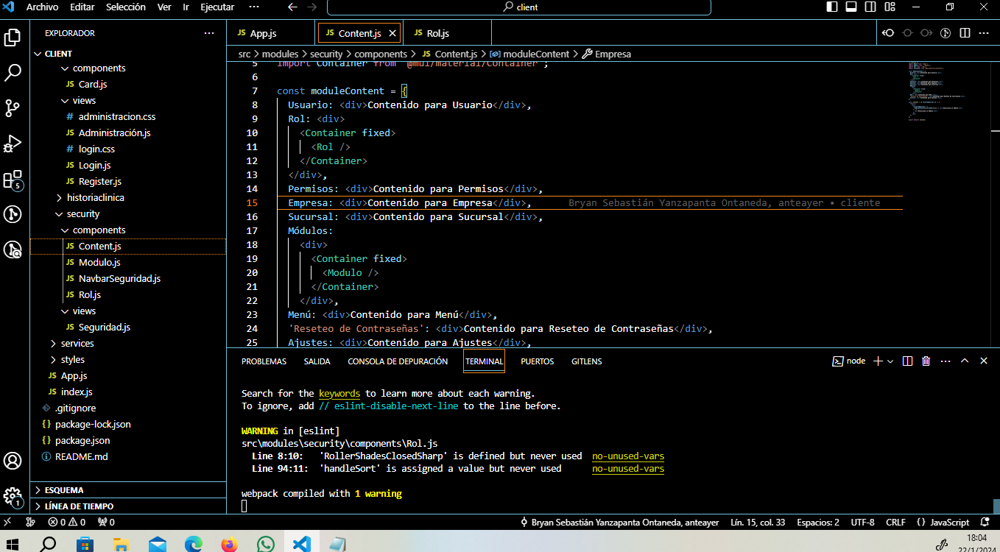 Archivo Editar Selección Ver Ir Ejecutar ··· client
EXPLORADOR ···
CLIENT
components
JS Card.js
views
# administracion.css
JS Administración.js
# login.css
JS Login.js
JS Register.js
historiaclinica
security
components
JS Content.js
JS Modulo.js
JS NavbarSeguridad.js
JS Rol.js
views
JS Seguridad.js
services
styles
JS App.js
JS index.js
.gitignore
{} package-lock.json
{} package.json
README.md
ESQUEMA
LÍNEA DE TIEMPO
5
1
JS App.js JS Content.js JS Rol.js
src > modules > security > components > JS Content.js > moduleContent > Empresa
5 import Container from '@mui/material/Container';
6
7 const moduleContent = {
8 Usuario: <div>Contenido para Usuario</div>,
9 Rol: <div>
10 <Container fixed>
11 <Rol />
12 </Container>
13 </div>,
14 Permisos: <div>Contenido para Permisos</div>,
15 Empresa: <div>Contenido para Empresa</div>, Bryan Sebastián Yanzapanta Ontaneda, anteayer • cliente
16 Sucursal: <div>Contenido para Sucursal</div>,
17 Módulos:
18 <div>
19 <Container fixed>
20 <Modulo />
21 </Container>
22 </div>,
23 Menú: <div>Contenido para Menú</div>,
24 'Reseteo de Contraseñas': <div>Contenido para Reseteo de Contraseñas</div>,
25 Ajustes: <div>Contenido para Ajustes</div>,
PROBLEMAS SALIDA CONSOLA DE DEPURACIÓN TERMINAL PUERTOS GITLENS node
Search for the keywords to learn more about each warning.
To ignore, add // eslint-disable-next-line to the line before.
WARNING in [eslint]
src\modules\security\components\Rol.js
Line 8:10: 'RollerShadesClosedSharp' is defined but never used no-unused-vars
Line 94:11: 'handleSort' is assigned a value but never used no-unused-vars
webpack compiled with 1 warning
0 0 0 Bryan Sebastián Yanzapanta Ontaneda, anteayer Lín. 15, col. 33 Espacios: 2 UTF-8 CRLF {} JavaScript
18:04
22/1/2024